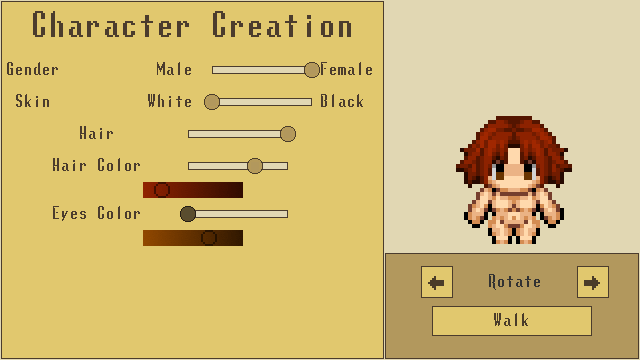 Character Creation
Gender Male Female
Skin White Black
Hair
Hair Color
Eyes Color
Rotate
Walk